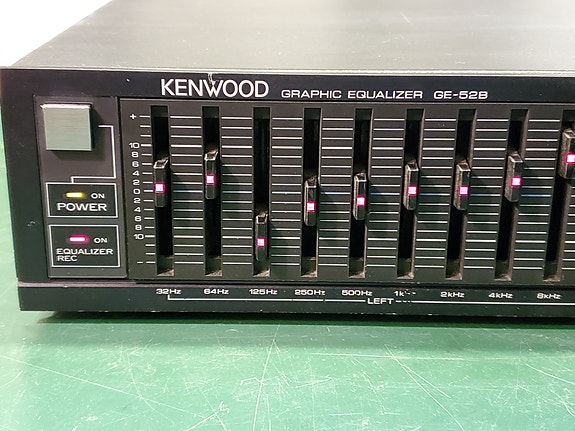 KENWOOD GRAPHIC EQUALIZER GE-528
+
10
8
6
4
2
0
2
4
6
8
10
−
ON
POWER
ON
EQUALIZER
REC
32Hz 64Hz 125Hz 250Hz 500Hz 2kHz 4kHz 8kHz
LEFT